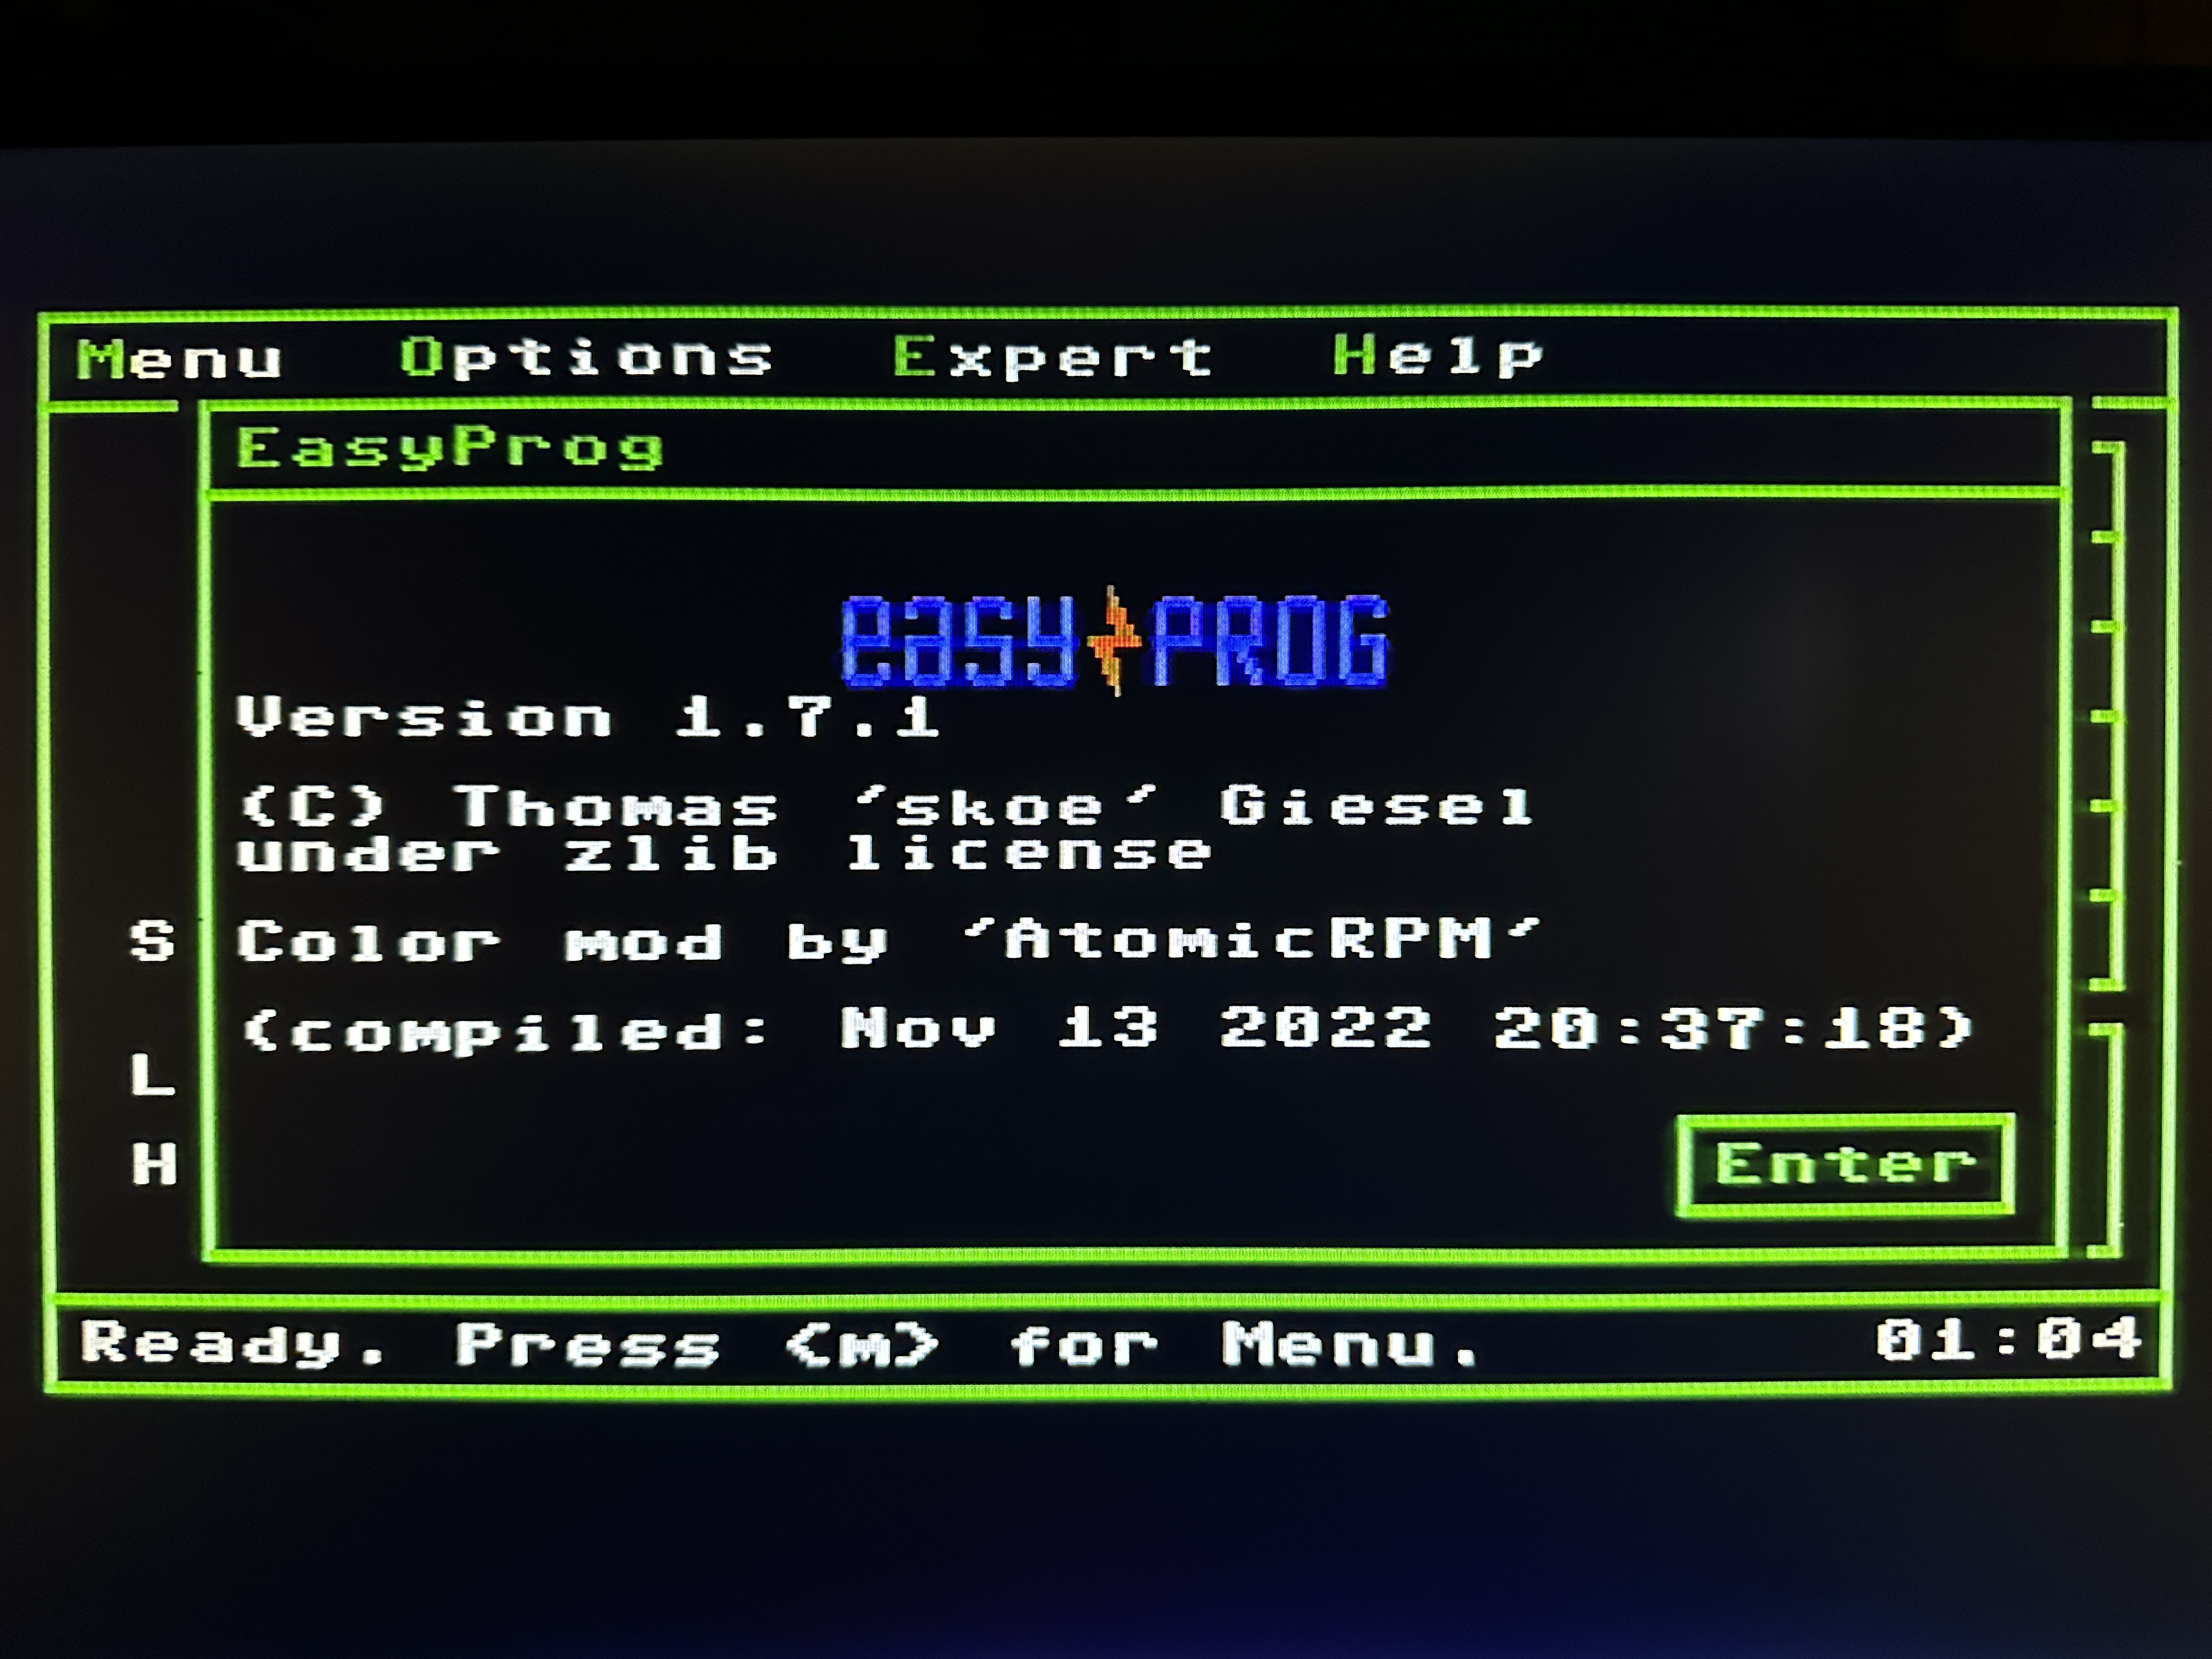 Menu Options Expert Help
EasyProg
easy PROG
Version 1.7.1
(C) Thomas 'skoe' Giesel
under zlib license
S
Color mod by 'AtomicRPM'
(compiled: Nov 13 2022 20:37:18)
L
H
Enter
Ready. Press <m> for Menu. 01:04